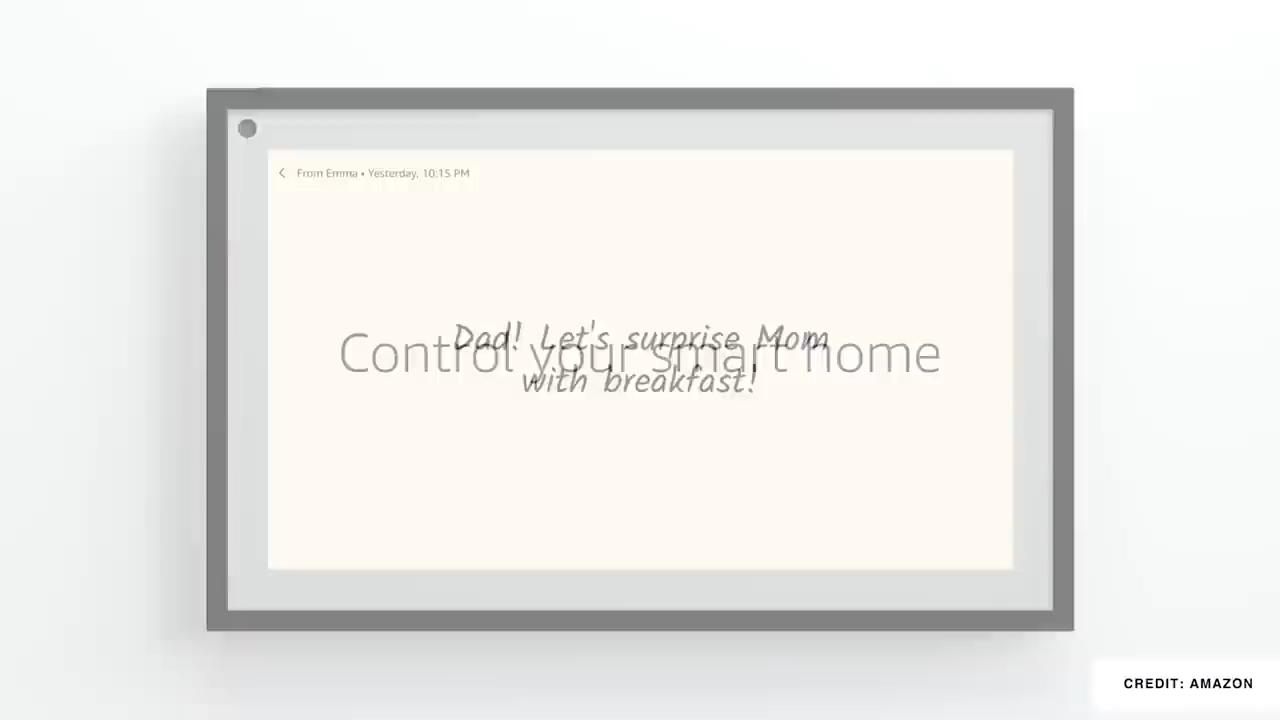 From Emma • Yesterday, 10:15 PM
Dad! Let's surprise Mom
Control your smart home
with breakfast!
CREDIT: AMAZON